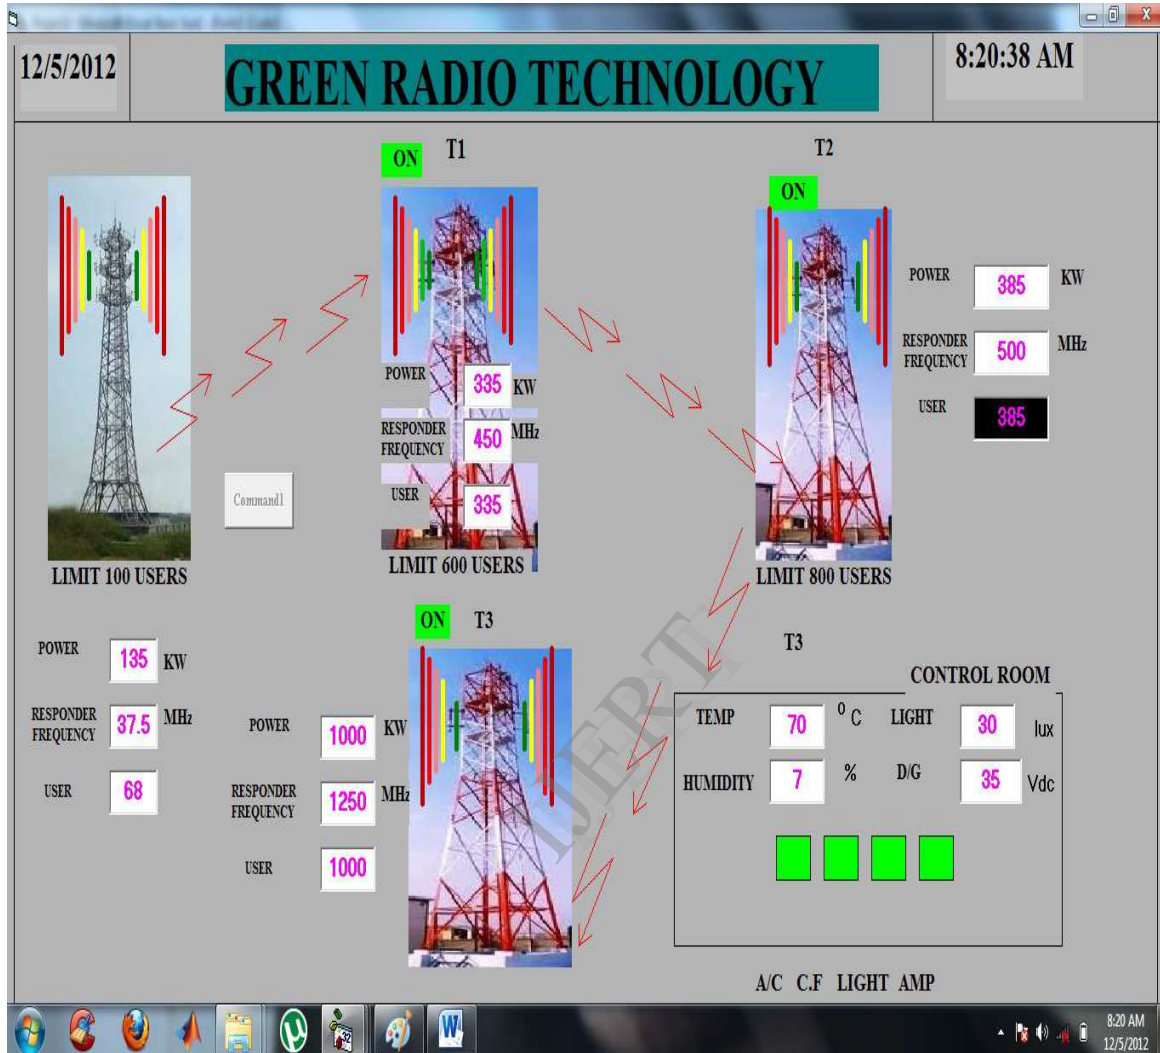 12/5/2012
GREEN RADIO TECHNOLOGY
8:20:38 AM
ON T1
T2
ON
POWER 385 KW
RESPONDER FREQUENCY 500 MHz
USER 385
POWER 335 KW
RESPONDER FREQUENCY 450 MHz
USER 335
Command1
LIMIT 100 USERS
LIMIT 600 USERS
LIMIT 800 USERS
ON T3
T3
POWER 135 KW
RESPONDER FREQUENCY 37.5 MHz
USER 68
POWER 1000 KW
RESPONDER FREQUENCY 1250 MHz
USER 1000
CONTROL ROOM
TEMP 70 ⁰ C LIGHT 30 lux
HUMIDITY 7 % D/G 35 Vdc
A/C C.F LIGHT AMP
IJERT
8:20 AM
12/5/2012